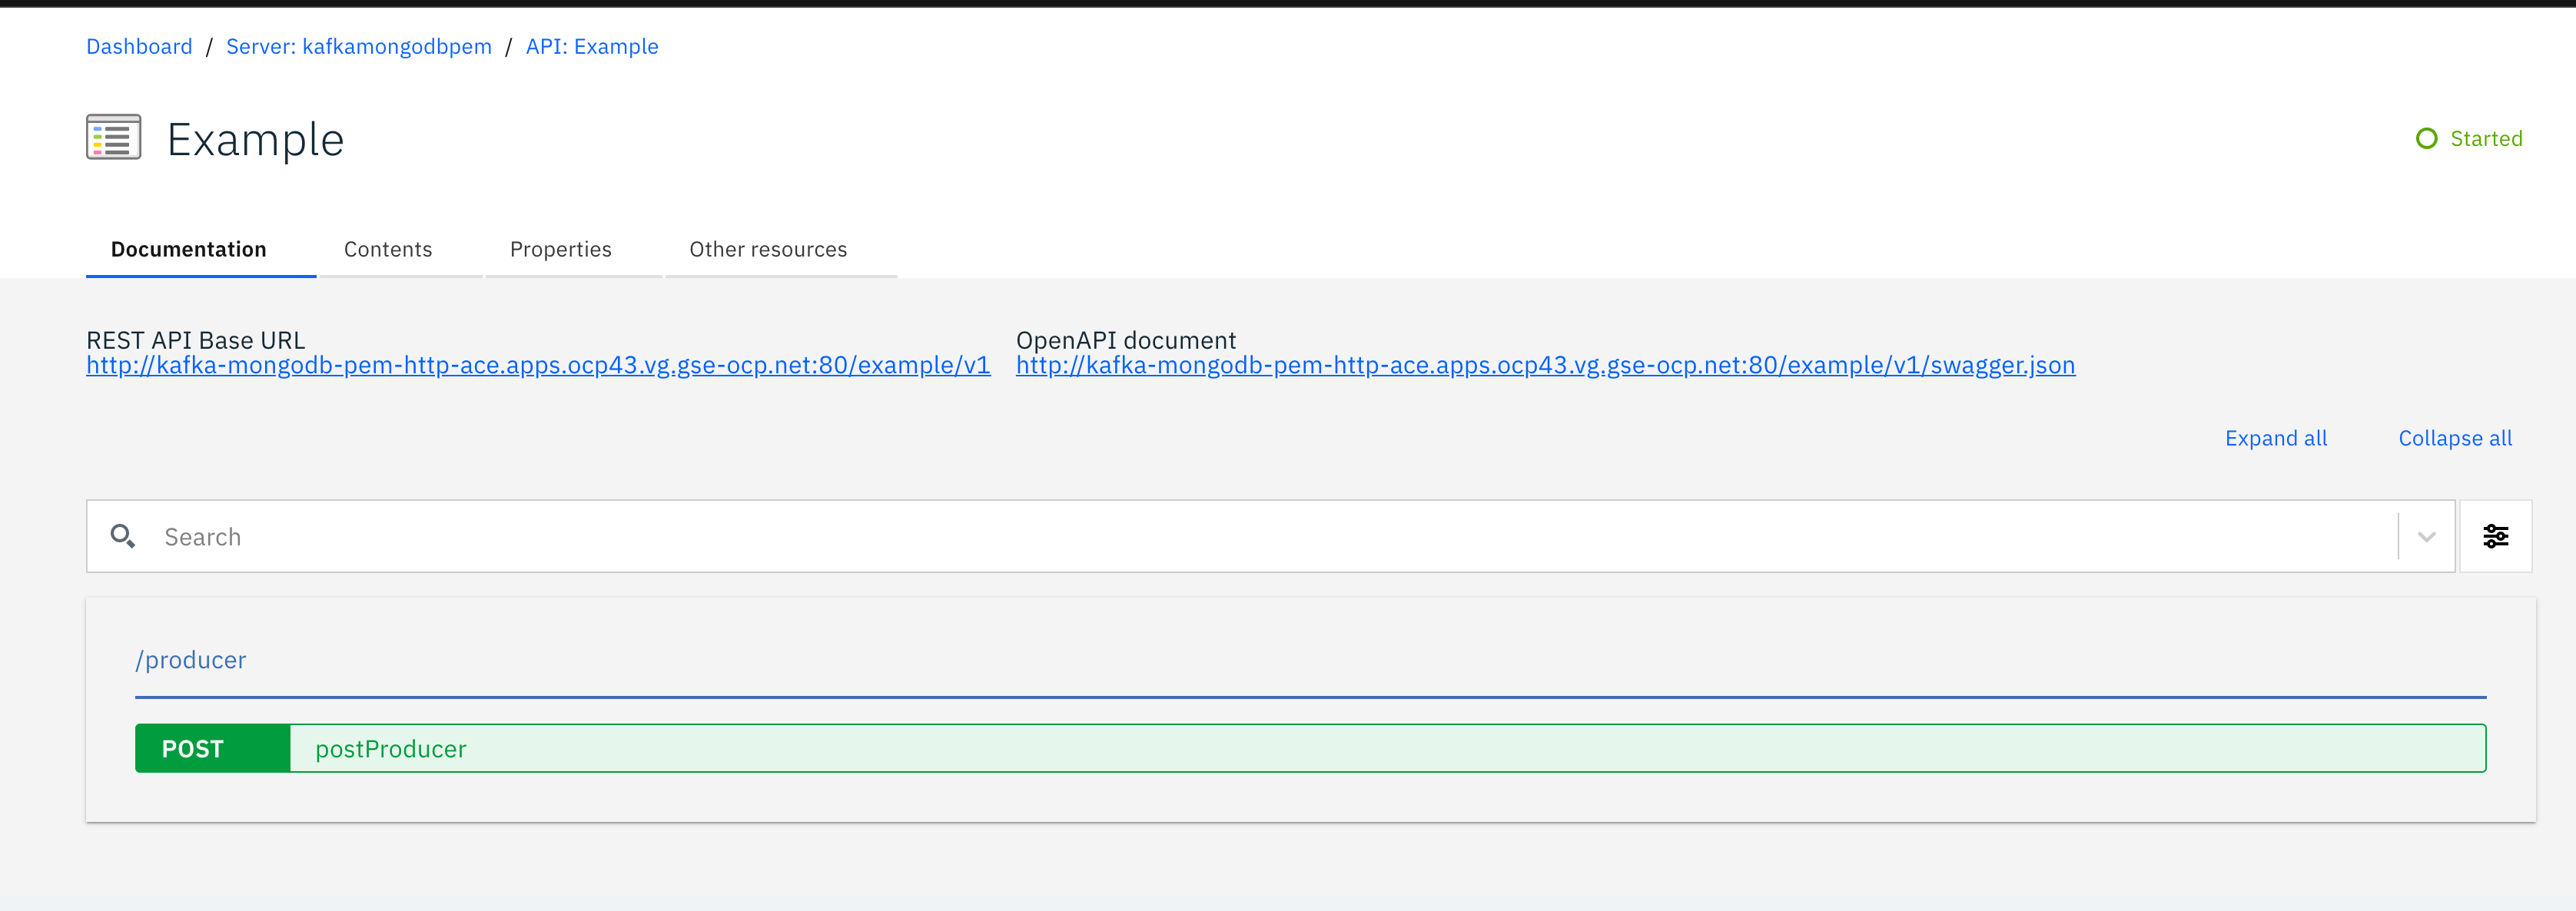 Dashboard / Server: kafkamongodbpem / API: Example
Example
Started
Documentation Contents Properties Other resources
REST API Base URL OpenAPI document
http://kafka-mongodb-pem-http-ace.apps.ocp43.vg.gse-ocp.net:80/example/v1 http://kafka-mongodb-pem-http-ace.apps.ocp43.vg.gse-ocp.net:80/example/v1/swagger.json
Expand all Collapse all
Search
/producer
POST postProducer